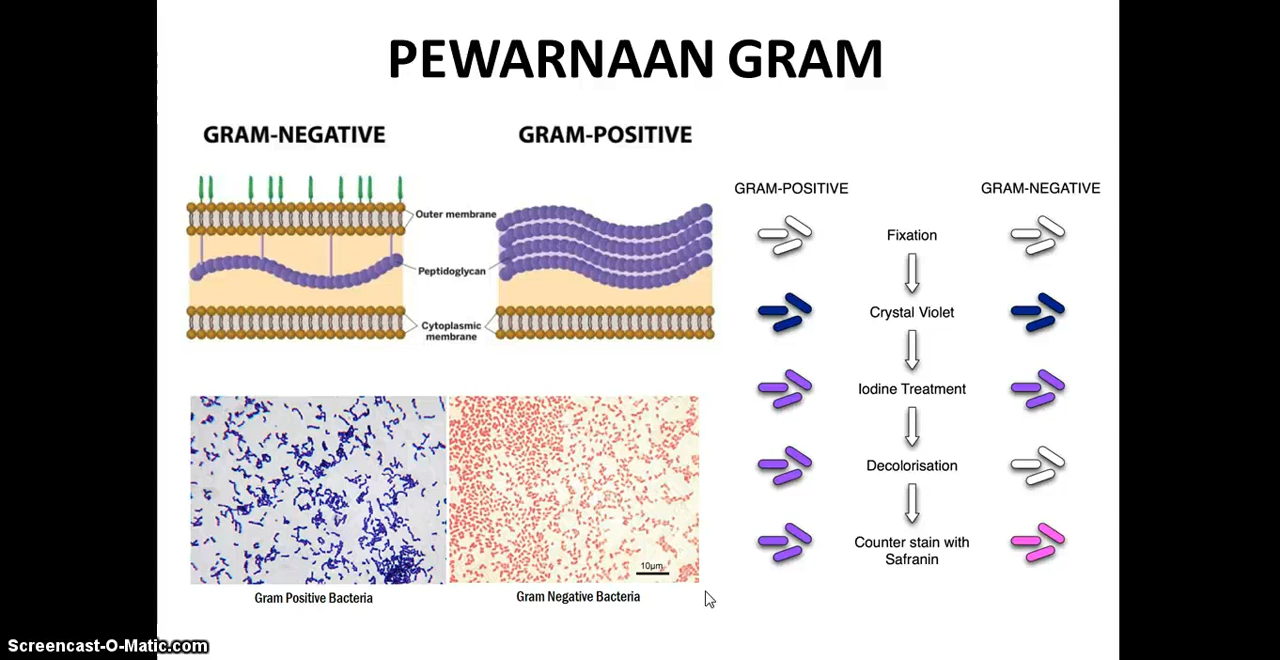 PEWARNAAN GRAM
GRAM-NEGATIVE
GRAM-POSITIVE
Outer membrane
Peptidoglycan
Cytoplasmic
membrane
GRAM-POSITIVE
GRAM-NEGATIVE
Fixation
Crystal Violet
Iodine Treatment
Decolorisation
Counter stain with
Safranin
10µm
Gram Positive Bacteria
Gram Negative Bacteria
Screencast-O-Matic.com